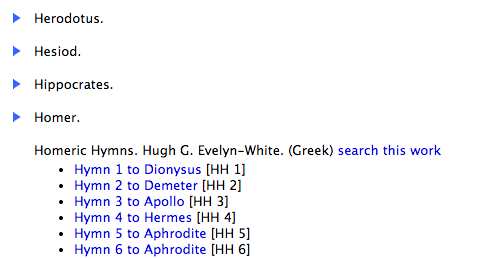 Herodotus.
Hesiod.
Hippocrates.
Homer.
Homeric Hymns. Hugh G. Evelyn-White. (Greek) search this work
Hymn 1 to Dionysus [HH 1]
Hymn 2 to Demeter [HH 2]
Hymn 3 to Apollo [HH 3]
Hymn 4 to Hermes [HH 4]
Hymn 5 to Aphrodite [HH 5]
Hymn 6 to Aphrodite [HH 6]